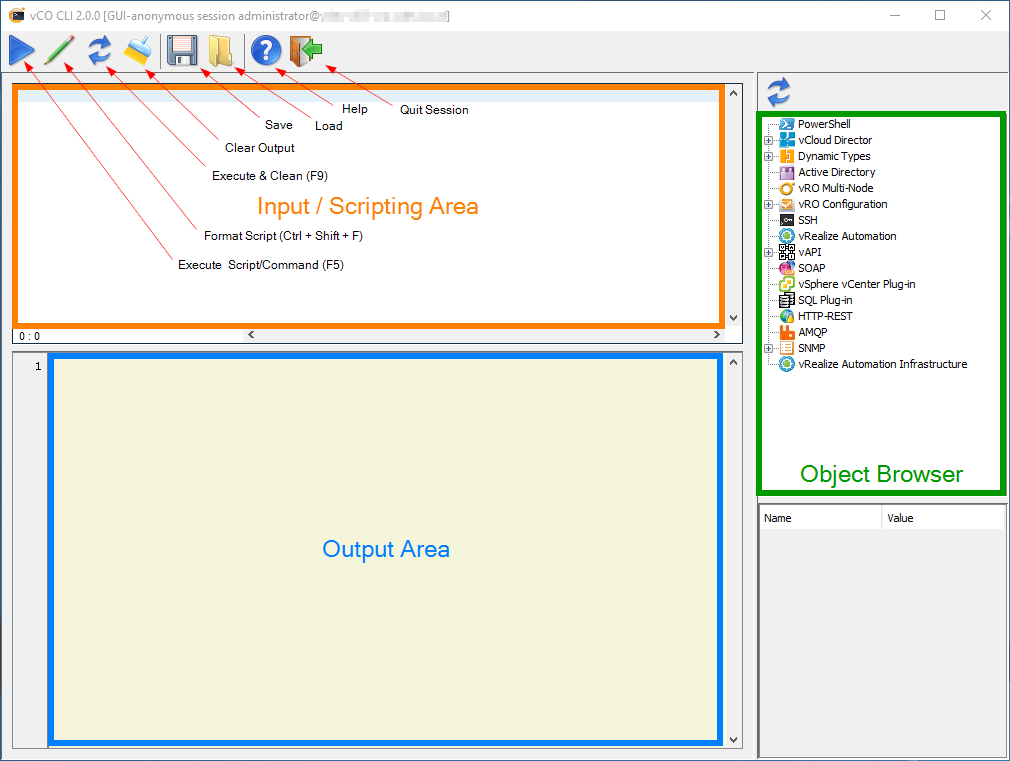 vCO CLI 2.0.0 [GUI-anonymous session administrator@
Help
Quit Session
Save
Load
Clear Output
Execute & Clean (F9)
Input / Scripting Area
Format Script (Ctrl + Shift + F)
Execute Script/Command (F5)
0 : 0
1
Output Area
PowerShell
vCloud Director
Dynamic Types
Active Directory
vRO Multi-Node
vRO Configuration
SSH
vRealize Automation
vAPI
SOAP
vSphere vCenter Plug-in
SQL Plug-in
HTTP-REST
AMQP
SNMP
vRealize Automation Infrastructure
Object Browser
Name Value